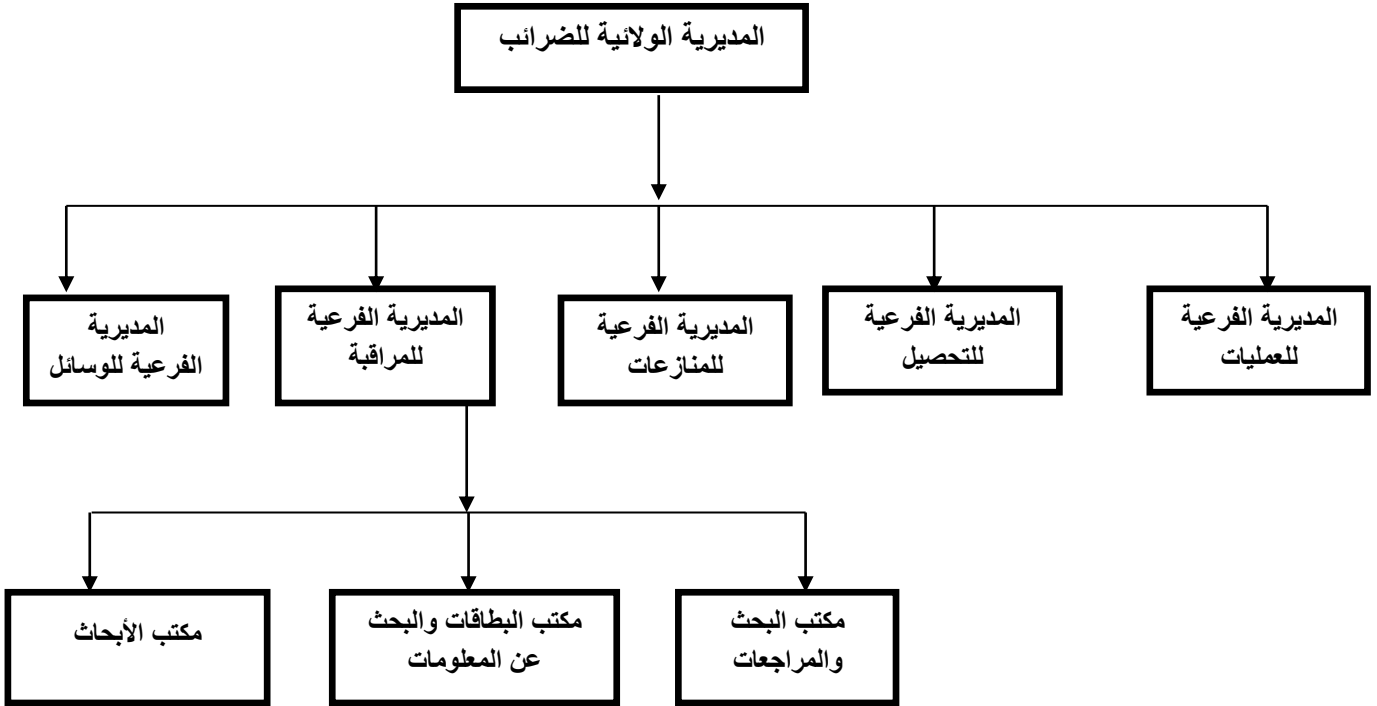 المديرية الولائية للضرائب
المديرية الفرعية
للعمليات
المديرية الفرعية
للتحصيل
المديرية الفرعية
للمنازعات
المديرية الفرعية
للمراقبة
المديرية
الفرعية للوسائل
مكتب البحث
والمراجعات
مكتب البطاقات والبحث
عن المعلومات
مكتب الأبحاث